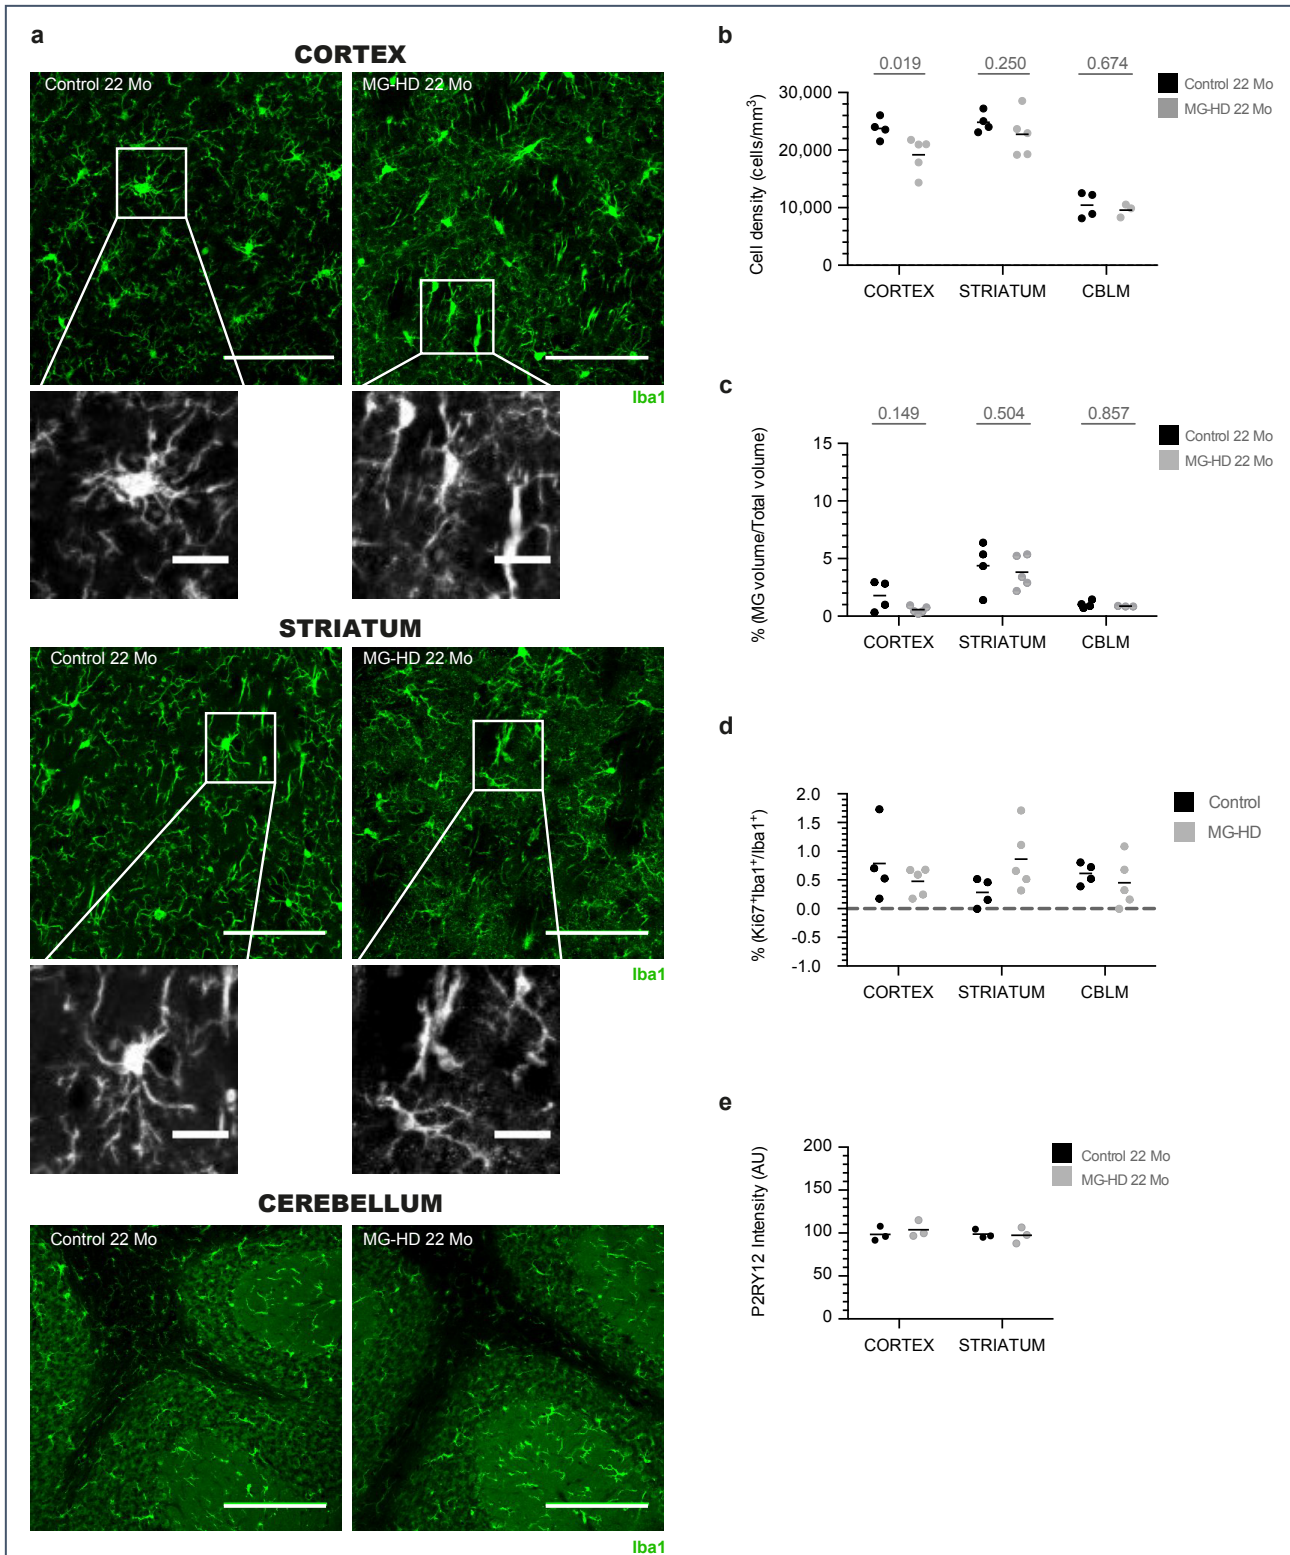 a
CORTEX
Control 22 Mo
MG-HD 22 Mo
Iba1
STRIATUM
Control 22 Mo
MG-HD 22 Mo
Iba1
CEREBELLUM
Control 22 Mo
MG-HD 22 Mo
Iba1
b
0.019 0.250 0.674
Control 22 Mo
MG-HD 22 Mo
Cell density (cells/mm³)
30,000
20,000
10,000
0
CORTEX STRIATUM CBLM
c
0.149 0.504 0.857
Control 22 Mo
MG-HD 22 Mo
% (MG volume/Total volume)
15
10
5
0
CORTEX STRIATUM CBLM
d
Control
MG-HD
% (Ki67⁺Iba1⁺/Iba1⁺)
2.0
1.5
1.0
0.5
0.0
-0.5
-1.0
CORTEX STRIATUM CBLM
e
Control 22 Mo
MG-HD 22 Mo
P2RY12 Intensity (AU)
200
150
100
50
0
CORTEX STRIATUM